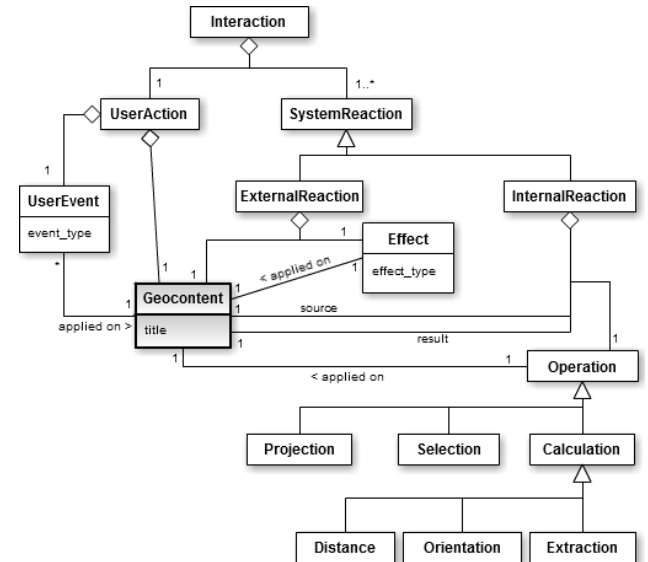 Interaction
1
1..*
UserAction
SystemReaction
1
ExternalReaction
InternalReaction
UserEvent
event_type
*
1
1
1
Effect
effect_type
< applied on
1
1
Geocontent
title
1
applied on >
1
source
1
result
1
1
< applied on
1
Operation
Projection
Selection
Calculation
Distance
Orientation
Extraction